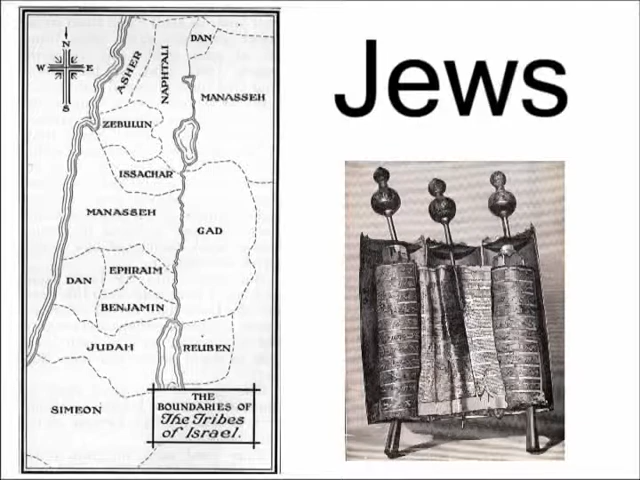 Jews
N
W E
S
DAN
ASHER
NAPHTALI
MANASSEH
ZEBULUN
ISSACHAR
MANASSEH
GAD
EPHRAIM
DAN
BENJAMIN
JUDAH
REUBEN
SIMEON
THE
BOUNDARIES OF
The Tribes
of Israel.